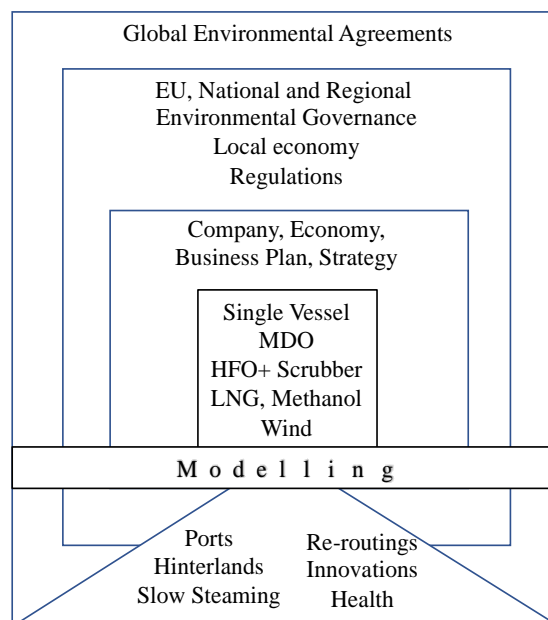 Global Environmental Agreements
EU, National and Regional
Environmental Governance
Local economy
Regulations
Company, Economy,
Business Plan, Strategy
Single Vessel
MDO
HFO+ Scrubber
LNG, Methanol
Wind
Modelling
Ports
Hinterlands
Slow Steaming
Re-routings
Innovations
Health